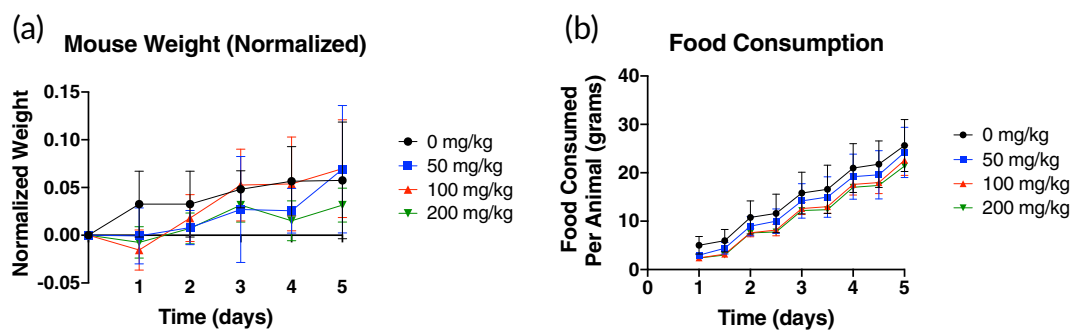 (a)
Mouse Weight (Normalized)
Normalized Weight
0.15
0.10
0.05
0.00
-0.05
1 2 3 4 5
Time (days)
0 mg/kg
50 mg/kg
100 mg/kg
200 mg/kg
(b)
Food Consumption
Food Consumed
Per Animal (grams)
40
30
20
10
0
0 1 2 3 4 5
Time (days)
0 mg/kg
50 mg/kg
100 mg/kg
200 mg/kg